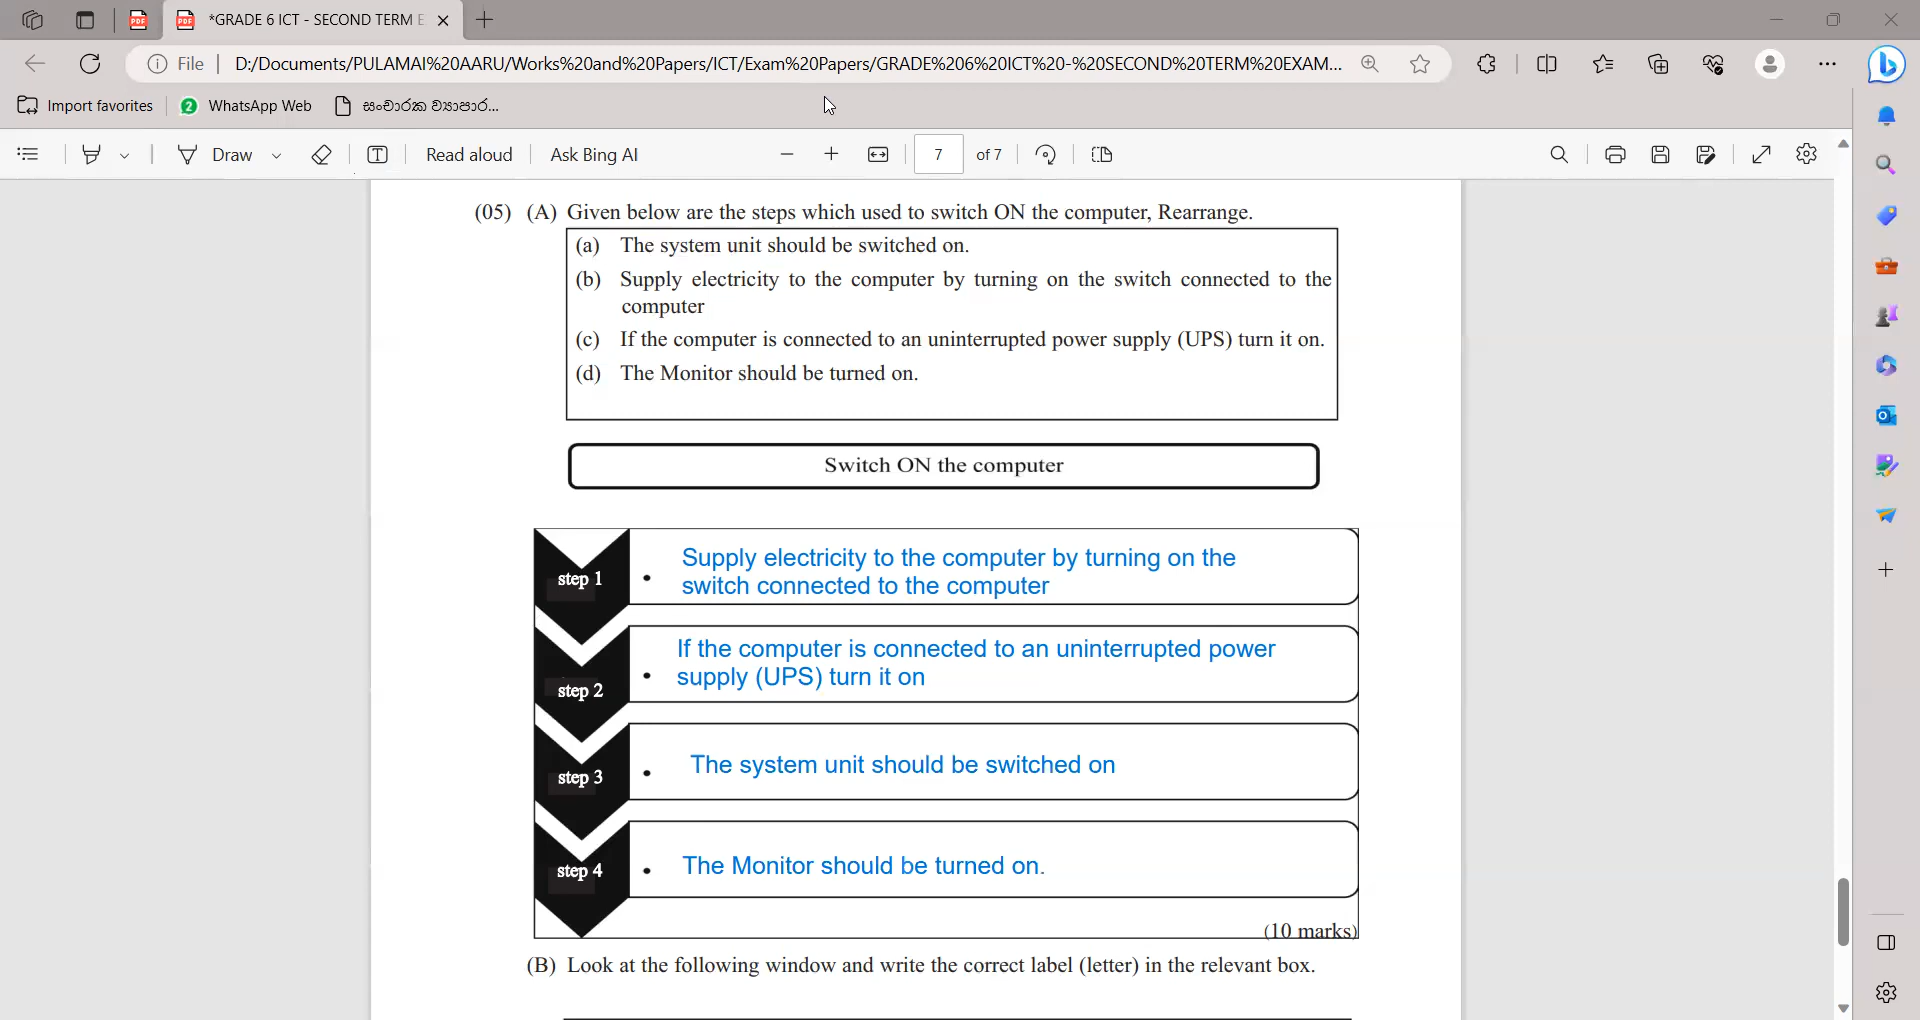 *GRADE 6 ICT - SECOND TERM E
File
D:/Documents/PULAMAI%20AARU/Works%20and%20Papers/ICT/Exam%20Papers/GRADE%206%20ICT%20-%20SECOND%20TERM%20EXAM...
Import favorites
2 WhatsApp Web
සංචාරක ව්‍යාපාර...
Draw
Read aloud
Ask Bing AI
7 of 7
(05) (A) Given below are the steps which used to switch ON the computer, Rearrange.
(a) The system unit should be switched on.
(b) Supply electricity to the computer by turning on the switch connected to the
computer
(c) If the computer is connected to an uninterrupted power supply (UPS) turn it on.
(d) The Monitor should be turned on.
Switch ON the computer
step 1
• Supply electricity to the computer by turning on the
switch connected to the computer
step 2
• If the computer is connected to an uninterrupted power
supply (UPS) turn it on
step 3
• The system unit should be switched on
step 4
• The Monitor should be turned on.
(10 marks)
(B) Look at the following window and write the correct label (letter) in the relevant box.